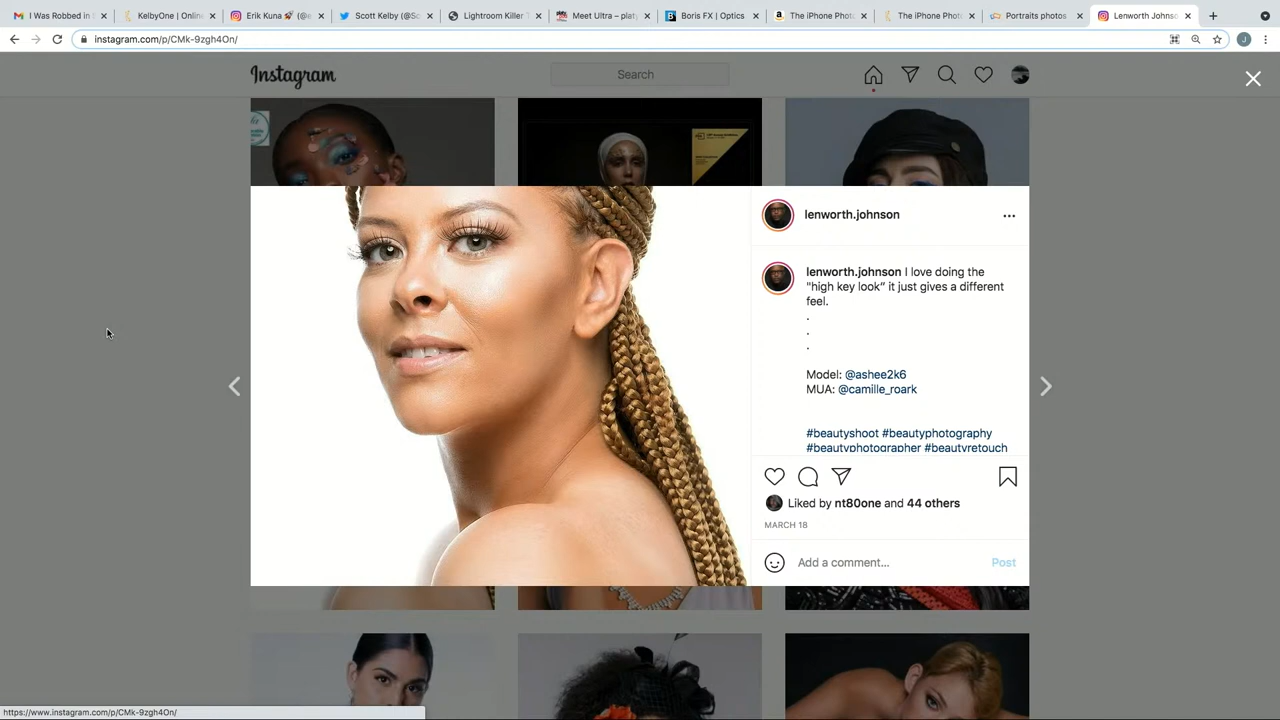 I Was Robbed in
KelbyOne | Online
Erik Kuna 🚀 (@e
Scott Kelby (@Sc
Lightroom Killer T
Meet Ultra – platy
Boris FX | Optics
The iPhone Photo
The iPhone Photo
Portraits photos
Lenworth Johnso
instagram.com/p/CMk-9zgh4On/
J
Instagram
Search
lenworth.johnson
lenworth.johnson I love doing the
"high key look” it just gives a different
feel.
.
.
.
Model: @ashee2k6
MUA: @camille_roark
#beautyshoot #beautyphotography
#beautyphotographer #beautyretouch
Liked by nt80one and 44 others
MARCH 18
Add a comment...
Post
https://www.instagram.com/p/CMk-9zgh4On/